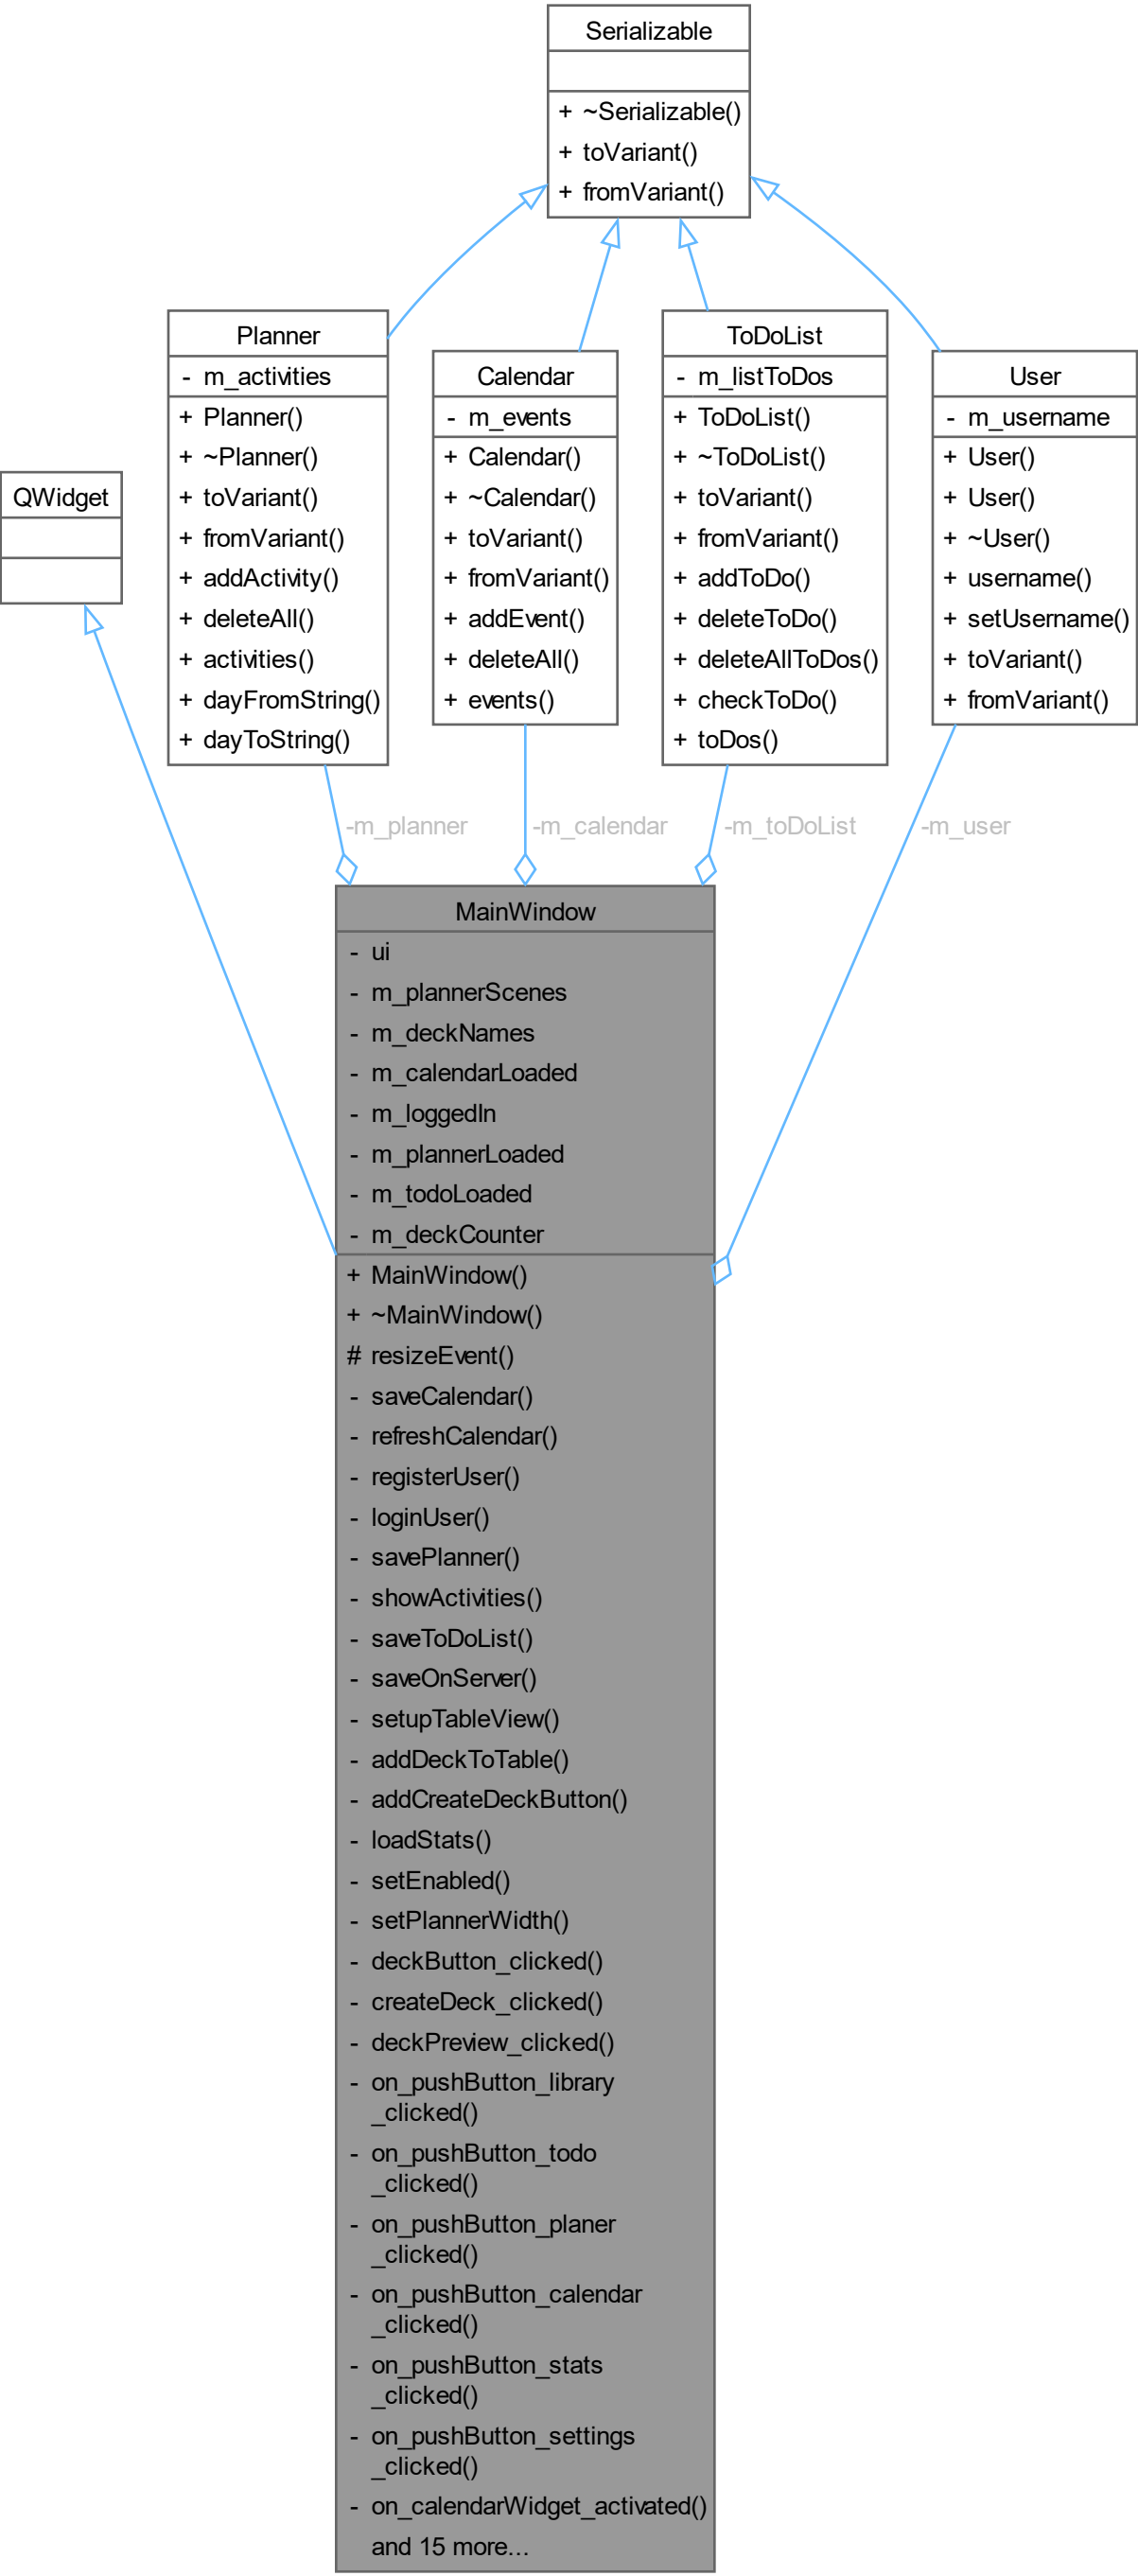 Serializable
+ ~Serializable()
+ toVariant()
+ fromVariant()
Planner
- m_activities
+ Planner()
+ ~Planner()
+ toVariant()
+ fromVariant()
+ addActivity()
+ deleteAll()
+ activities()
+ dayFromString()
+ dayToString()
Calendar
- m_events
+ Calendar()
+ ~Calendar()
+ toVariant()
+ fromVariant()
+ addEvent()
+ deleteAll()
+ events()
ToDoList
- m_listToDos
+ ToDoList()
+ ~ToDoList()
+ toVariant()
+ fromVariant()
+ addToDo()
+ deleteToDo()
+ deleteAllToDos()
+ checkToDo()
+ toDos()
User
- m_username
+ User()
+ User()
+ ~User()
+ username()
+ setUsername()
+ toVariant()
+ fromVariant()
QWidget
-m_planner
-m_calendar
-m_toDoList
-m_user
MainWindow
- ui
- m_plannerScenes
- m_deckNames
- m_calendarLoaded
- m_loggedIn
- m_plannerLoaded
- m_todoLoaded
- m_deckCounter
+ MainWindow()
+ ~MainWindow()
# resizeEvent()
- saveCalendar()
- refreshCalendar()
- registerUser()
- loginUser()
- savePlanner()
- showActivities()
- saveToDoList()
- saveOnServer()
- setupTableView()
- addDeckToTable()
- addCreateDeckButton()
- loadStats()
- setEnabled()
- setPlannerWidth()
- deckButton_clicked()
- createDeck_clicked()
- deckPreview_clicked()
- on_pushButton_library
_clicked()
- on_pushButton_todo
_clicked()
- on_pushButton_planer
_clicked()
- on_pushButton_calendar
_clicked()
- on_pushButton_stats
_clicked()
- on_pushButton_settings
_clicked()
- on_calendarWidget_activated()
and 15 more...